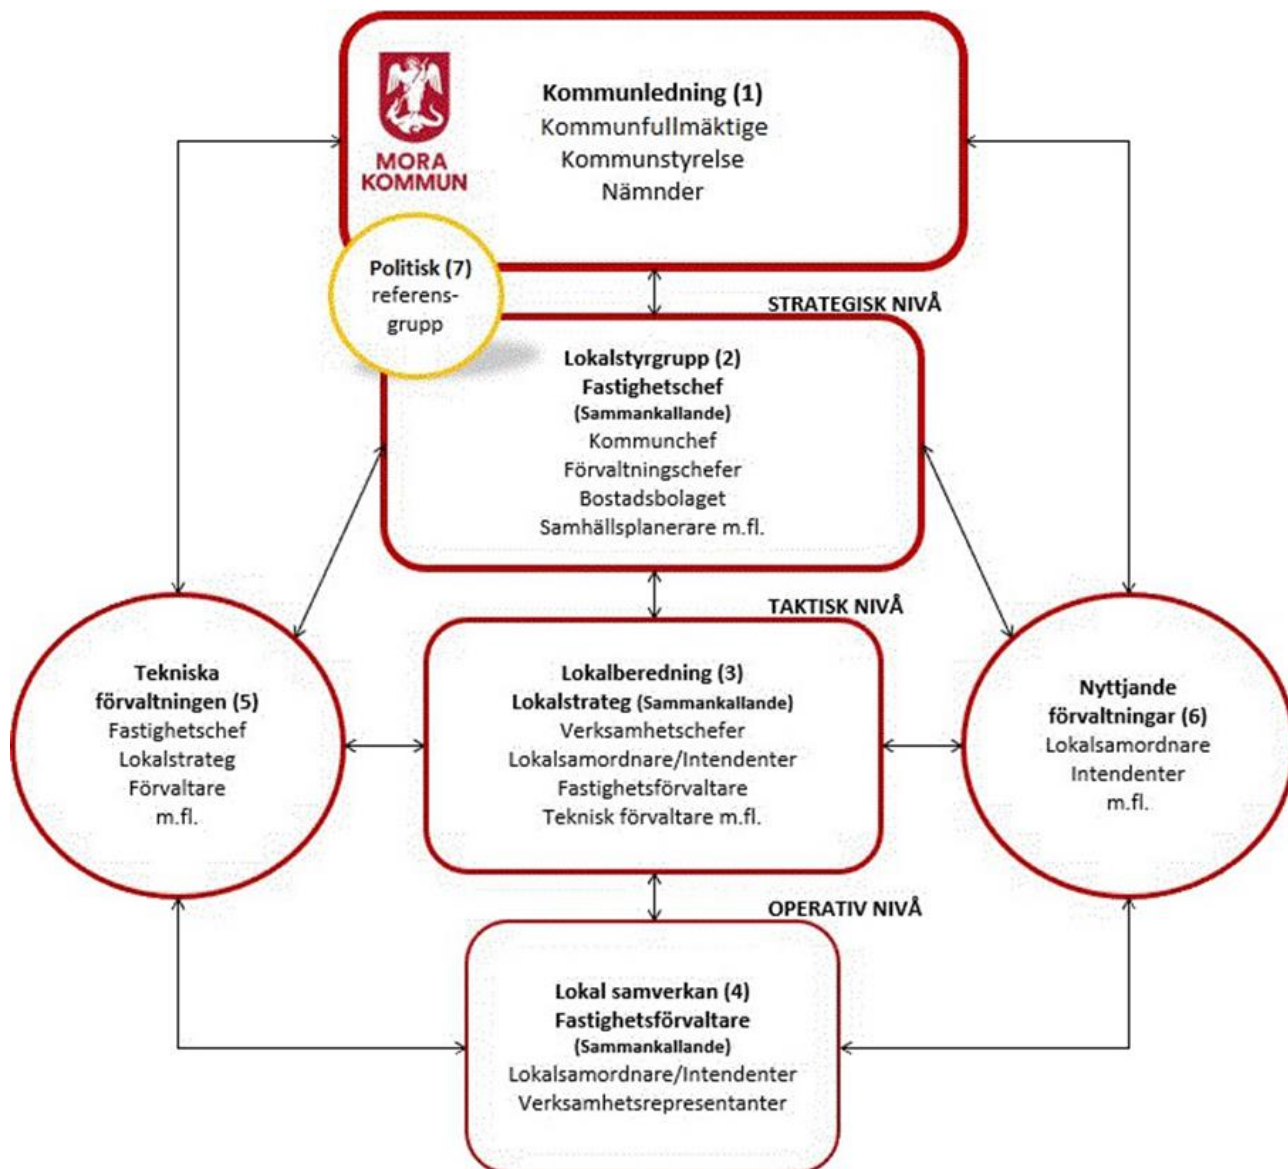 MORA
KOMMUN
Kommunledning (1)
Kommunfullmäktige
Kommunstyrelse
Nämnder
Politisk (7)
referens-
grupp
STRATEGISK NIVÅ
Lokalstyrgrupp (2)
Fastighetschef
(Sammankallande)
Kommunchef
Förvaltningschefer
Bostadsbolaget
Samhällsplanerare m.fl.
TAKTISK NIVÅ
Tekniska
förvaltningen (5)
Fastighetschef
Lokalstrateg
Förvaltare
m.fl.
Lokalberedning (3)
Lokalstrateg (Sammankallande)
Verksamhetschefer
Lokalsamordnare/Intendenter
Fastighetsförvaltare
Teknisk förvaltare m.fl.
Nyttjande
förvaltningar (6)
Lokalsamordnare
Intendenter
m.fl.
OPERATIV NIVÅ
Lokal samverkan (4)
Fastighetsförvaltare
(Sammankallande)
Lokalsamordnare/Intendenter
Verksamhetsrepresentanter